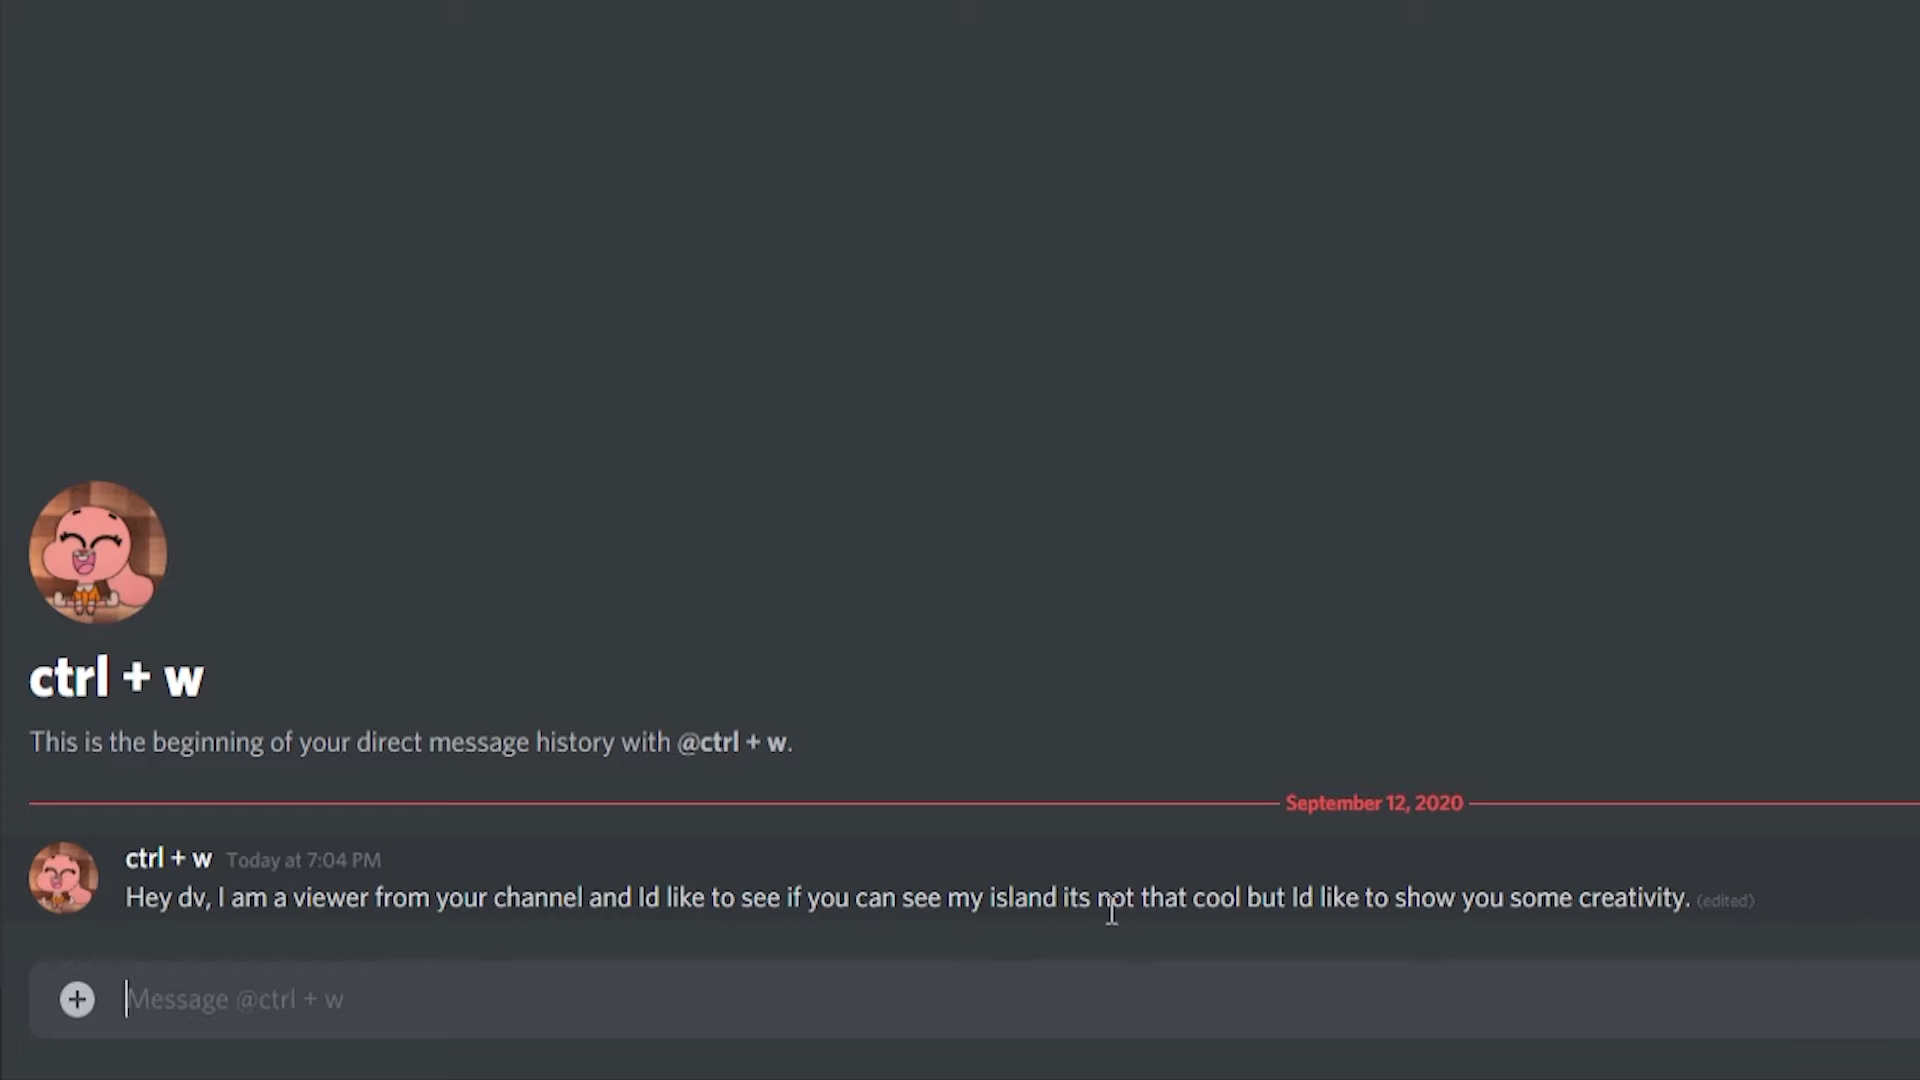 ctrl + w
This is the beginning of your direct message history with @ctrl + w.
September 12, 2020
ctrl + w Today at 7:04 PM
Hey dv, I am a viewer from your channel and Id like to see if you can see my island its not that cool but Id like to show you some creativity. (edited)
Message @ctrl + w